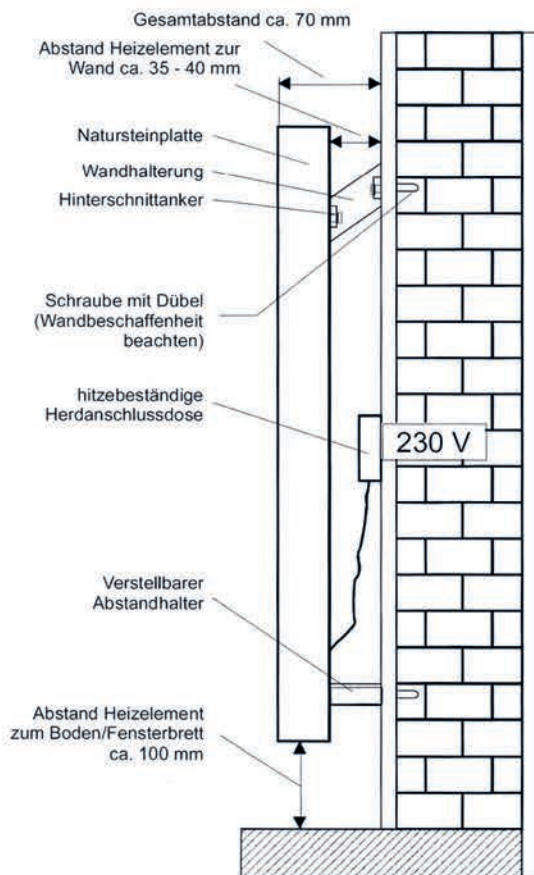 Gesamtabstand ca. 70 mm
Abstand Heizelement zur
Wand ca. 35 - 40 mm
Natursteinplatte
Wandhalterung
Hinterschnittanker
Schraube mit Dübel
(Wandbeschaffenheit
beachten)
hitzebeständige
Herdanschlussdose
230 V
Verstellbarer
Abstandhalter
Abstand Heizelement
zum Boden/Fensterbrett
ca. 100 mm